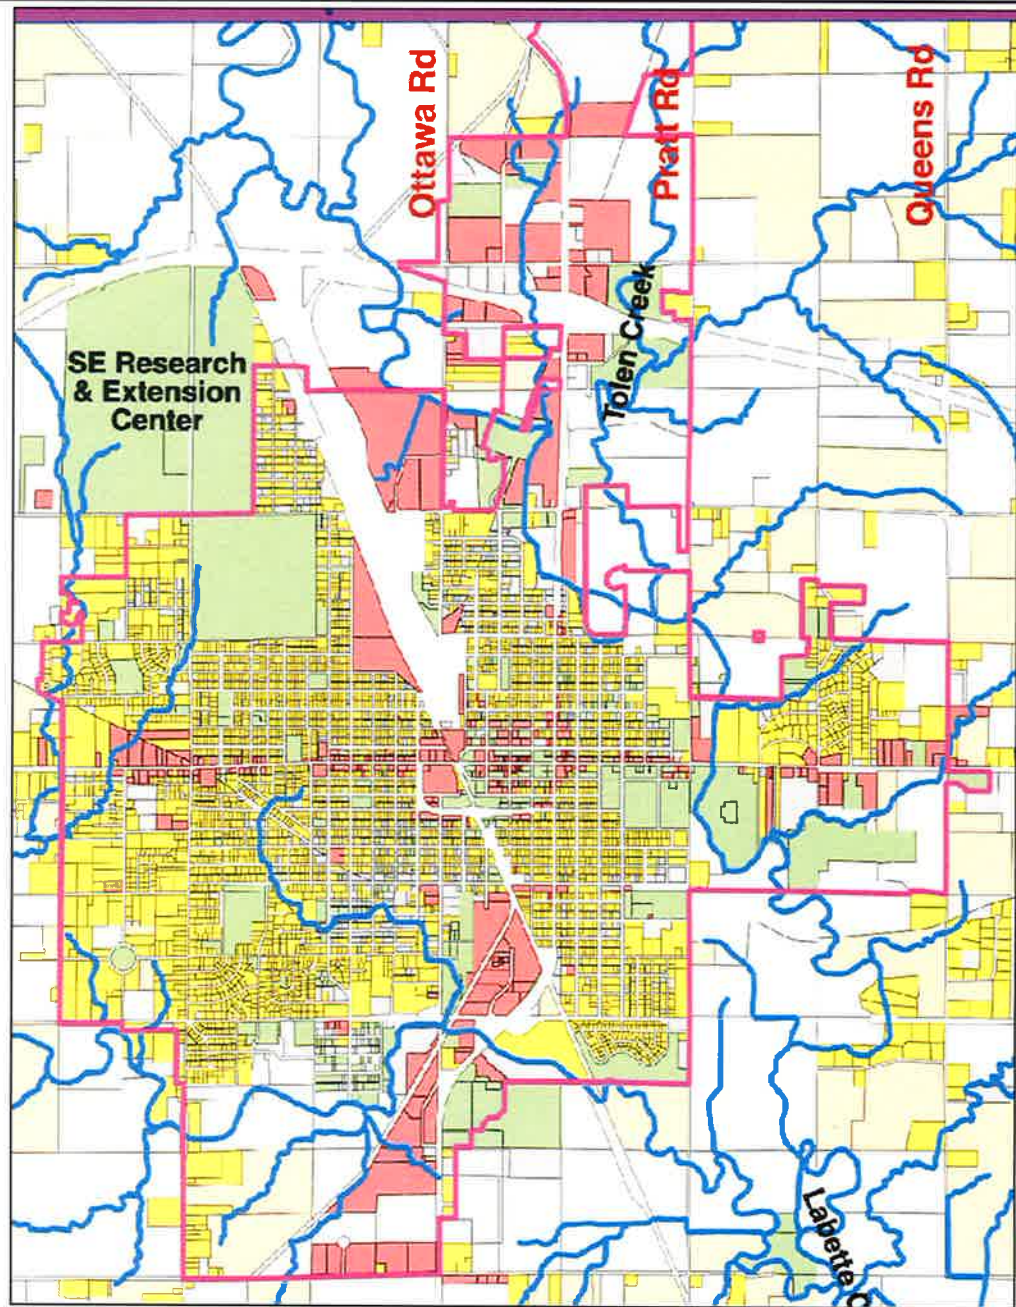 Ottawa Rd
Pratt Rd
Queens Rd
SE Research
& Extension
Center
Tolen Creek
Labette C